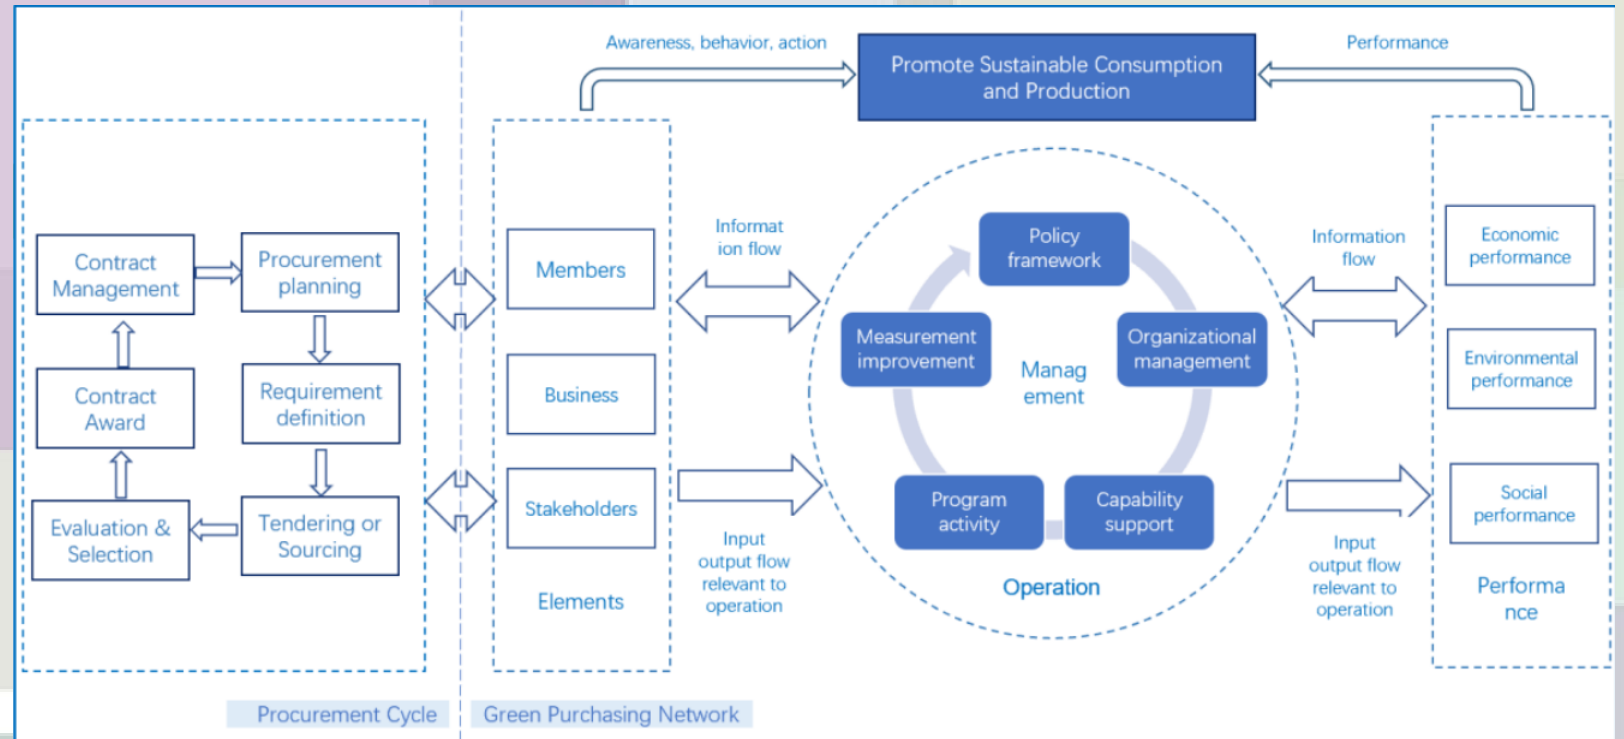 Awareness, behavior, action
Promote Sustainable Consumption
and Production
Performance
Contract
Management
Procurement
planning
Contract
Award
Requirement
definition
Evaluation &
Selection
Tendering or
Sourcing
Members
Business
Stakeholders
Elements
Informat
ion flow
Input
output flow
relevant to
operation
Policy
framework
Measurement
improvement
Organizational
management
Manag
ement
Program
activity
Capability
support
Operation
Information
flow
Input
output flow
relevant to
operation
Economic
performance
Environmental
performance
Social
performance
Performa
nce
Procurement Cycle
Green Purchasing Network